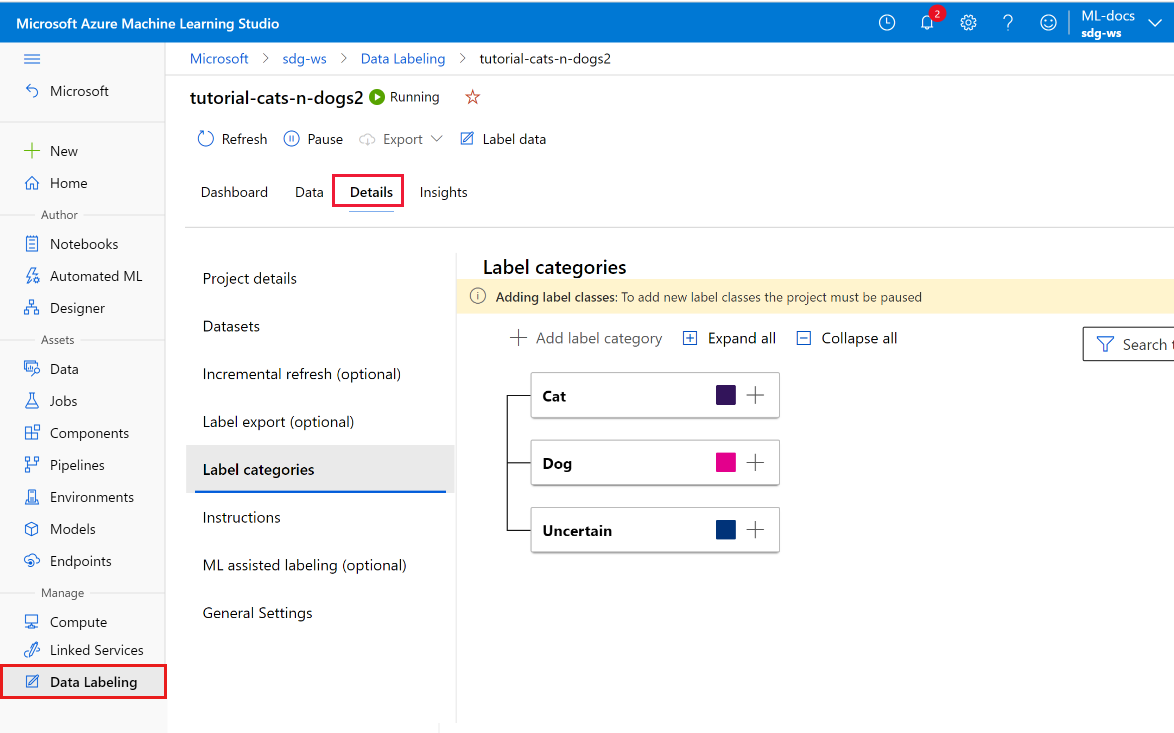 Microsoft Azure Machine Learning Studio
2
ML-docs
sdg-ws
Microsoft > sdg-ws > Data Labeling > tutorial-cats-n-dogs2
Microsoft
New
Home
Author
Notebooks
Automated ML
Designer
Assets
Data
Jobs
Components
Pipelines
Environments
Models
Endpoints
Manage
Compute
Linked Services
Data Labeling
tutorial-cats-n-dogs2 Running
Refresh Pause Export Label data
Dashboard Data Details Insights
Project details
Datasets
Incremental refresh (optional)
Label export (optional)
Label categories
Instructions
ML assisted labeling (optional)
General Settings
Label categories
Adding label classes: To add new label classes the project must be paused
Add label category Expand all Collapse all
Search
Cat
Dog
Uncertain